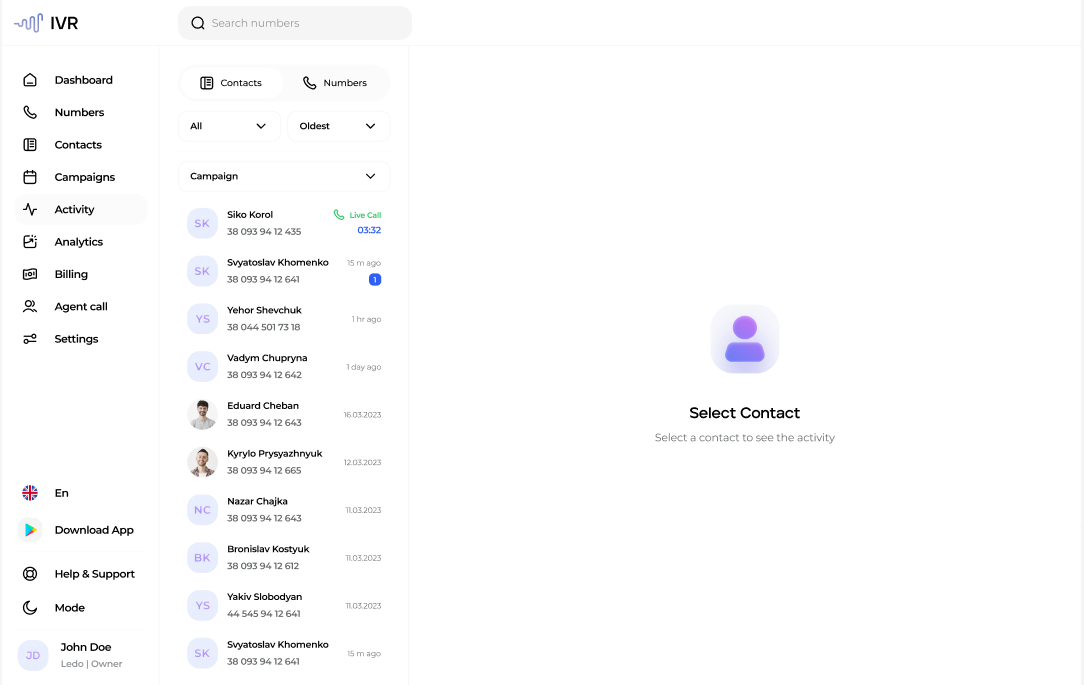 IVR
Search numbers
Dashboard
Numbers
Contacts
Campaigns
Activity
Analytics
Billing
Agent call
Settings
En
Download App
Help & Support
Mode
JD
John Doe
Ledo | Owner
Contacts
Numbers
All
Oldest
Campaign
SK
Siko Korol
Live Call
38 093 94 12 435
03:32
SK
Svyatoslav Khomenko
15 m ago
38 093 94 12 641
1
YS
Yehor Shevchuk
38 044 501 73 18
1 hr ago
VC
Vadym Chupryna
38 093 94 12 642
1 day ago
Eduard Cheban
38 093 94 12 643
16.03.2023
Kyrylo Prysyazhnyuk
38 093 94 12 665
12.03.2023
NC
Nazar Chajka
38 093 94 12 643
11.03.2023
BK
Bronislav Kostyuk
38 093 94 12 612
11.03.2023
YS
Yakiv Slobodyan
44 545 94 12 641
11.03.2023
SK
Svyatoslav Khomenko
38 093 94 12 641
15 m ago
Select Contact
Select a contact to see the activity